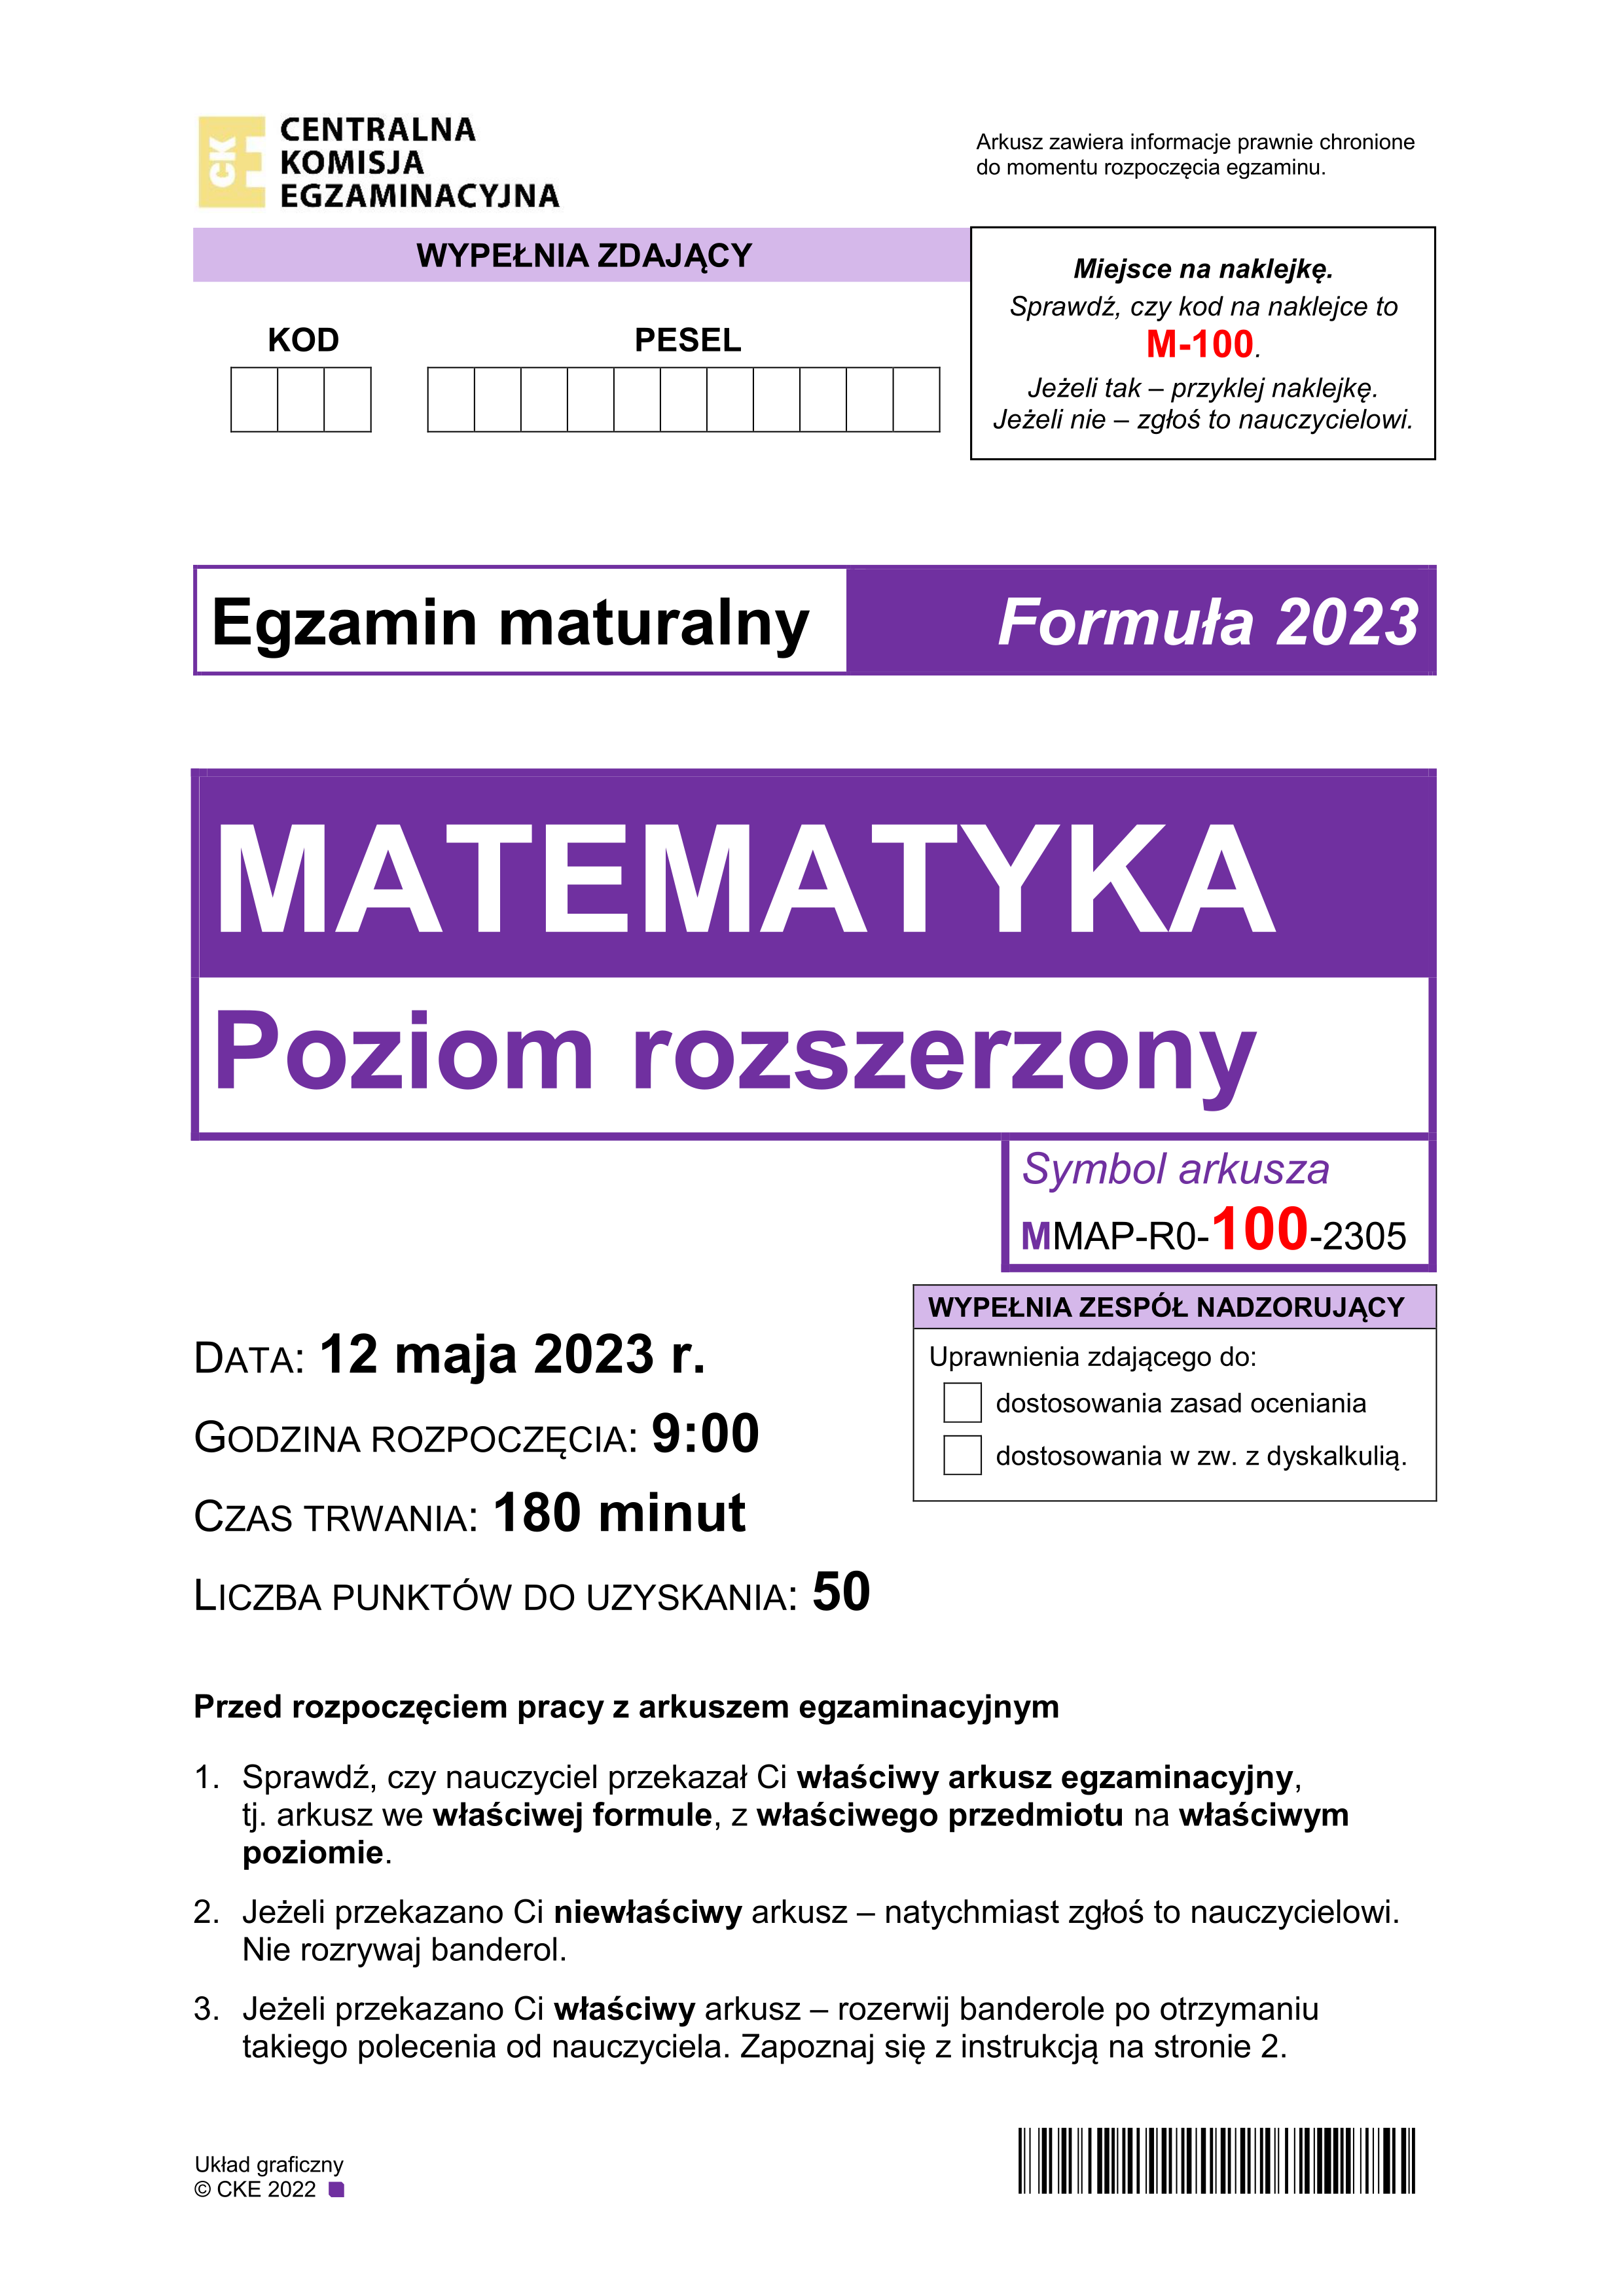 CK
CENTRALNA
KOMISJA
EGZAMINACYJNA
Arkusz zawiera informacje prawnie chronione
do momentu rozpoczęcia egzaminu.
WYPEŁNIA ZDAJĄCY
KOD
PESEL
Miejsce na naklejkę.
Sprawdź, czy kod na naklejce to
M-100.
Jeżeli tak – przyklej naklejkę.
Jeżeli nie – zgłoś to nauczycielowi.
Egzamin maturalny
Formuła 2023
MATEMATYKA
Poziom rozszerzony
Symbol arkusza
MMAP-R0-100-2305
DATA: 12 maja 2023 r.
GODZINA ROZPOCZĘCIA: 9:00
CZAS TRWANIA: 180 minut
LICZBA PUNKTÓW DO UZYSKANIA: 50
WYPEŁNIA ZESPÓŁ NADZORUJĄCY
Uprawnienia zdającego do:
dostosowania zasad oceniania
dostosowania w zw. z dyskalkulią.
Przed rozpoczęciem pracy z arkuszem egzaminacyjnym
1. Sprawdź, czy nauczyciel przekazał Ci właściwy arkusz egzaminacyjny,
tj. arkusz we właściwej formule, z właściwego przedmiotu na właściwym
poziomie.
2. Jeżeli przekazano Ci niewłaściwy arkusz – natychmiast zgłoś to nauczycielowi.
Nie rozrywaj banderol.
3. Jeżeli przekazano Ci właściwy arkusz – rozerwij banderole po otrzymaniu
takiego polecenia od nauczyciela. Zapoznaj się z instrukcją na stronie 2.
Układ graficzny
© CKE 2022